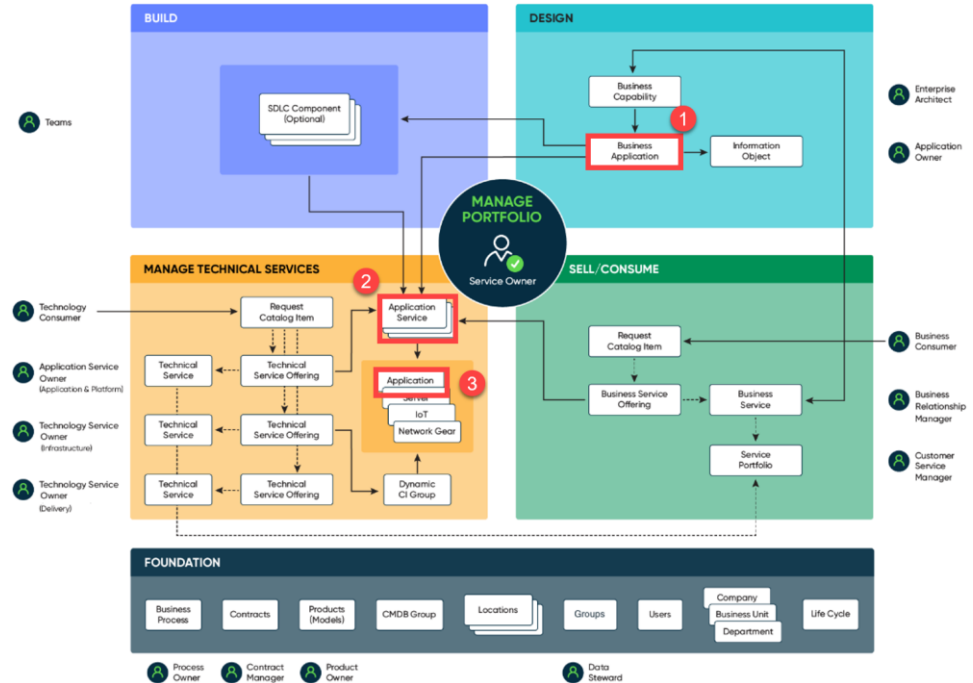 BUILD
DESIGN
SDLC Component
(Optional)
Teams
Business
Capability
1
Business
Application
Information
Object
Enterprise
Architect
Application
Owner
MANAGE
PORTFOLIO
Service Owner
MANAGE TECHNICAL SERVICES
SELL/CONSUME
2
Technology
Consumer
Request
Catalog Item
Application
Service
Application Service
Owner
(Application & Platform)
Technical
Service
Technical
Service Offering
Application
3
Server
IoT
Network Gear
Technology Service
Owner
(Infrastructure)
Technical
Service
Technical
Service Offering
Technology Service
Owner
(Delivery)
Technical
Service
Technical
Service Offering
Dynamic
CI Group
Request
Catalog Item
Business
Consumer
Business Service
Offering
Business
Service
Business
Relationship
Manager
Service
Portfolio
Customer
Service
Manager
FOUNDATION
Business
Process
Contracts
Products
(Models)
CMDB Group
Locations
Groups
Users
Company
Business Unit
Department
Life Cycle
Process
Owner
Contract
Manager
Product
Owner
Data
Steward